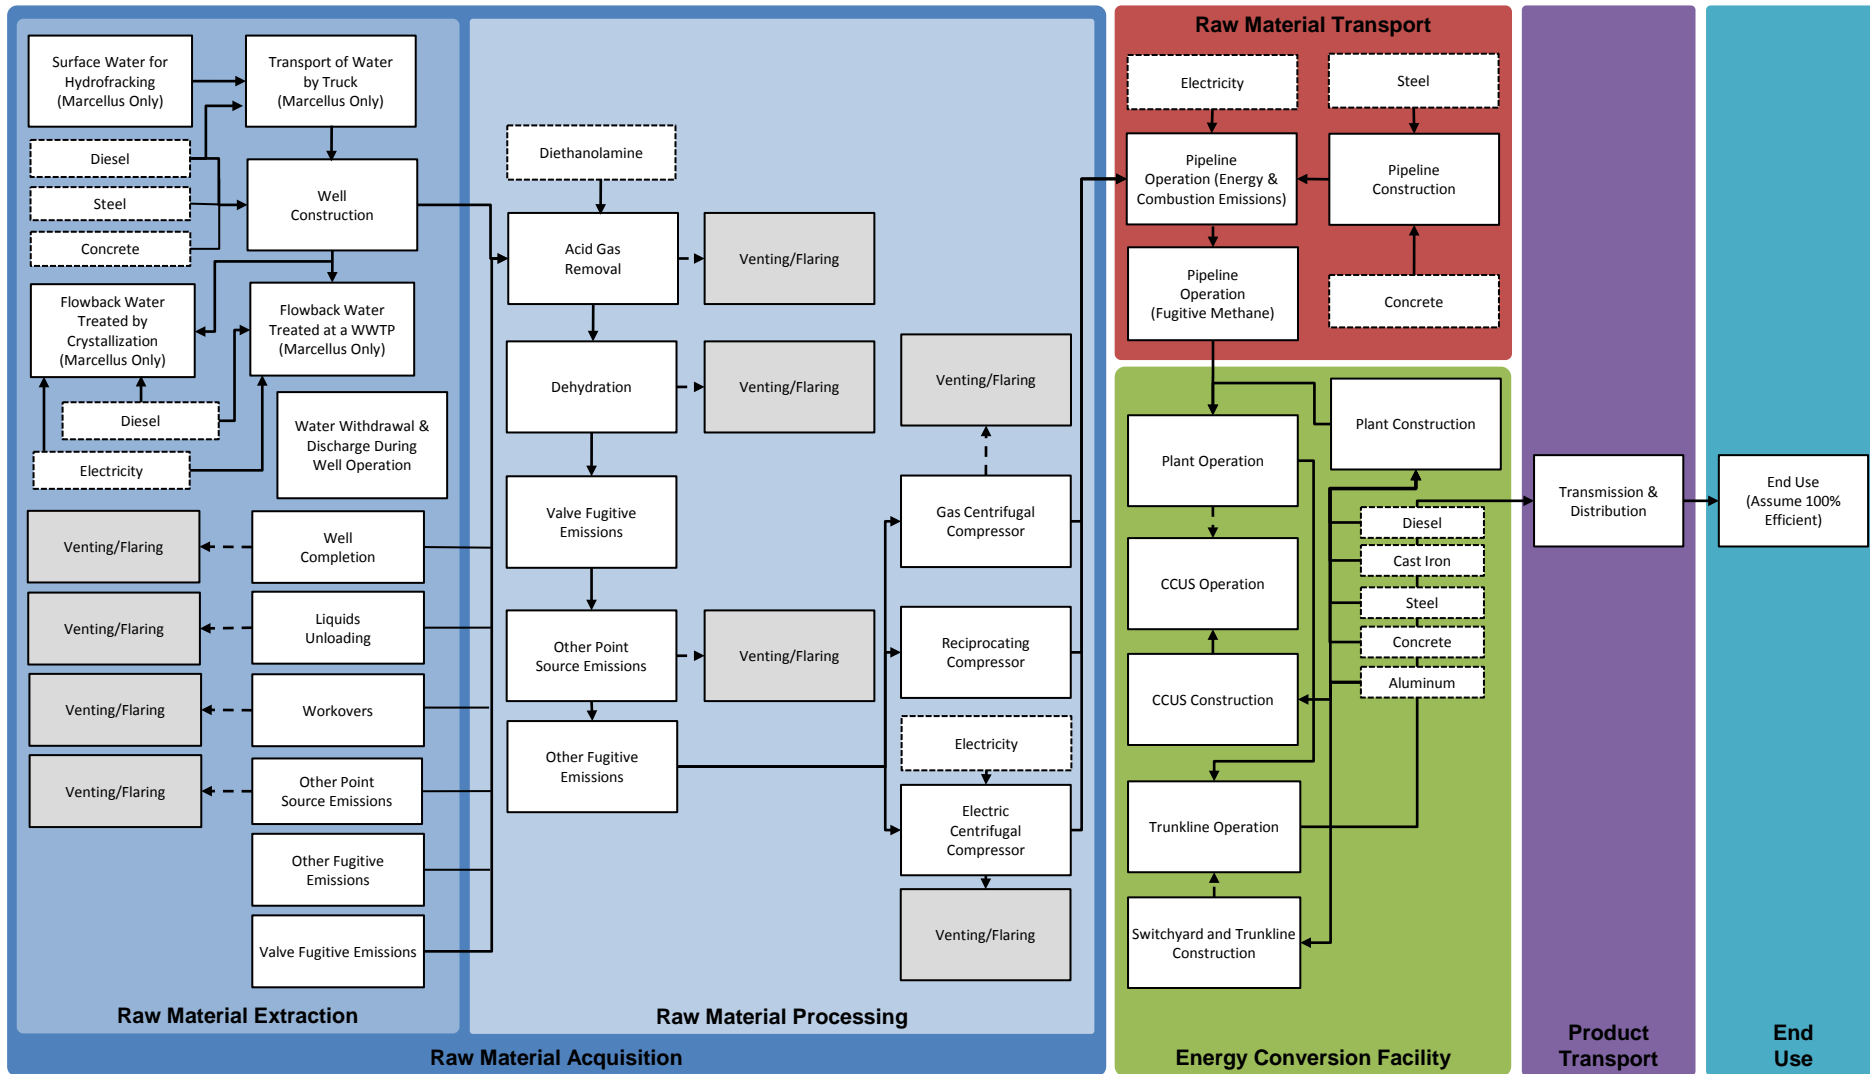 Surface Water for
Hydrofracking
(Marcellus Only)
Transport of Water
by Truck
(Marcellus Only)
Diesel
Steel
Concrete
Well
Construction
Flowback Water
Treated by
Crystallization
(Marcellus Only)
Flowback Water
Treated at a WWTP
(Marcellus Only)
Diesel
Electricity
Water Withdrawal &
Discharge During
Well Operation
Venting/Flaring
Well
Completion
Venting/Flaring
Liquids
Unloading
Venting/Flaring
Workovers
Venting/Flaring
Other Point
Source Emissions
Other Fugitive
Emissions
Valve Fugitive Emissions
Raw Material Extraction
Diethanolamine
Acid Gas
Removal
Venting/Flaring
Dehydration
Venting/Flaring
Valve Fugitive
Emissions
Other Point
Source Emissions
Venting/Flaring
Other Fugitive
Emissions
Venting/Flaring
Gas Centrifugal
Compressor
Reciprocating
Compressor
Electricity
Electric
Centrifugal
Compressor
Venting/Flaring
Raw Material Processing
Raw Material Acquisition
Raw Material Transport
Electricity
Steel
Pipeline
Operation (Energy &
Combustion Emissions)
Pipeline
Construction
Pipeline
Operation
(Fugitive Methane)
Concrete
Plant Construction
Plant Operation
Diesel
Cast Iron
Steel
Concrete
Aluminum
CCUS Operation
CCUS Construction
Trunkline Operation
Switchyard and Trunkline
Construction
Energy Conversion Facility
Transmission &
Distribution
Product
Transport
End Use
(Assume 100%
Efficient)
End
Use